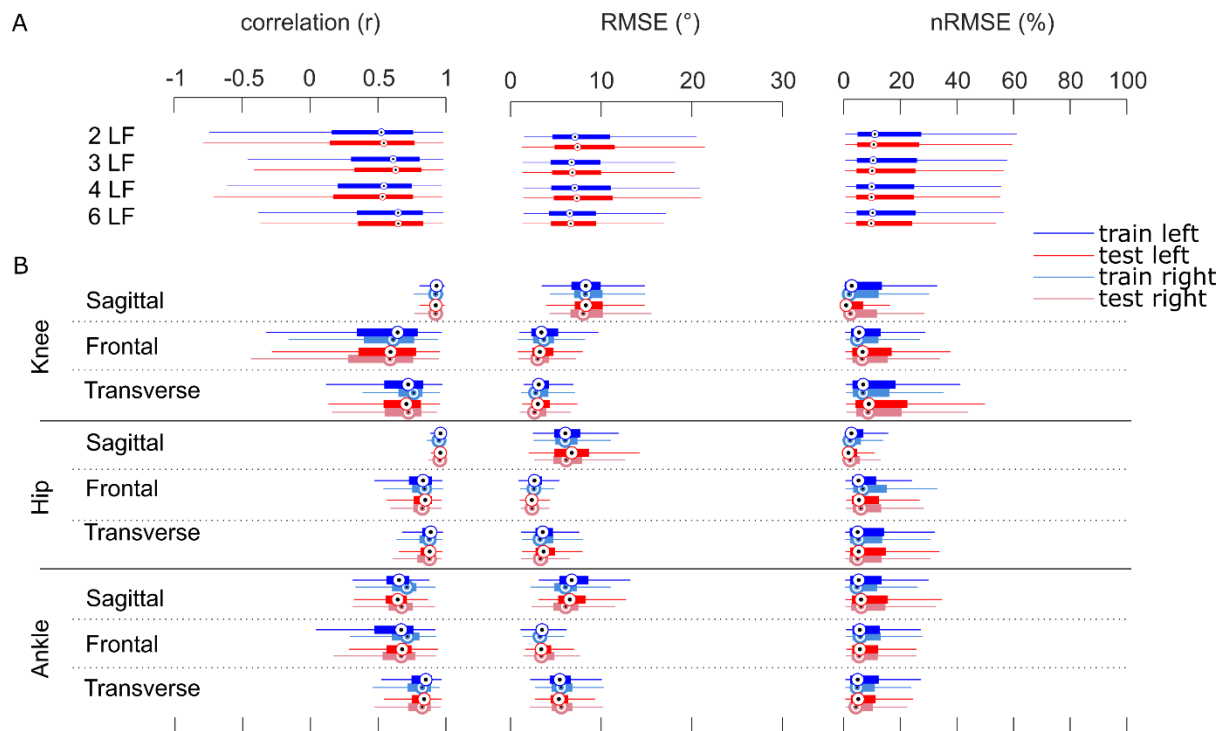 A
correlation (r) RMSE (°) nRMSE (%)
-1 -0.5 0 0.5 1 0 10 20 30 0 20 40 60 80 100
2 LF
3 LF
4 LF
6 LF
train left
test left
train right
test right
B
Knee
Sagittal
Frontal
Transverse
Hip
Sagittal
Frontal
Transverse
Ankle
Sagittal
Frontal
Transverse